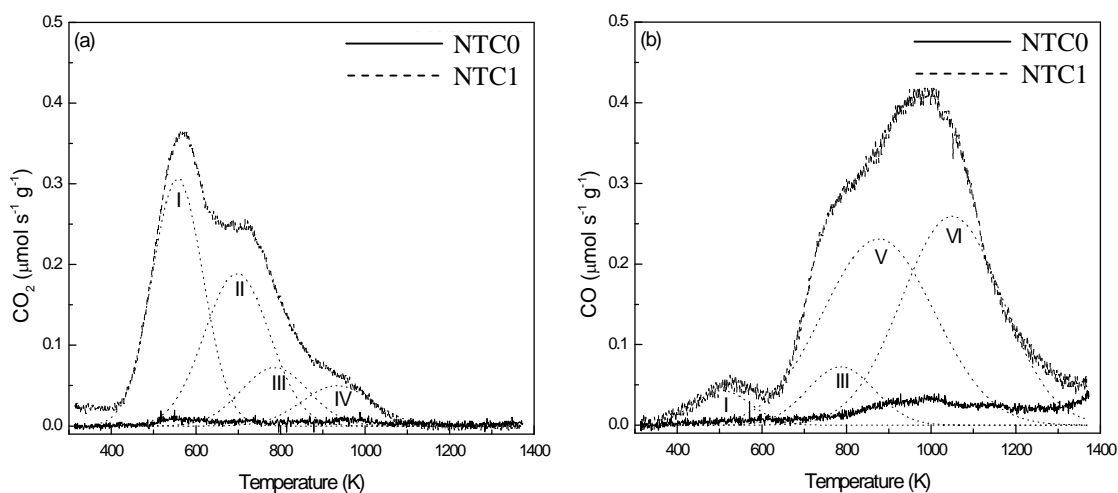 (a)
NTC0
NTC1
0.5
0.4
0.3
0.2
0.1
0.0
CO₂ (μmol s⁻¹ g⁻¹)
I
II
III
IV
400 600 800 1000 1200 1400
Temperature (K)
(b)
NTC0
NTC1
0.5
0.4
0.3
0.2
0.1
0.0
CO (μmol s⁻¹ g⁻¹)
I
III
V
VI
400 600 800 1000 1200 1400
Temperature (K)